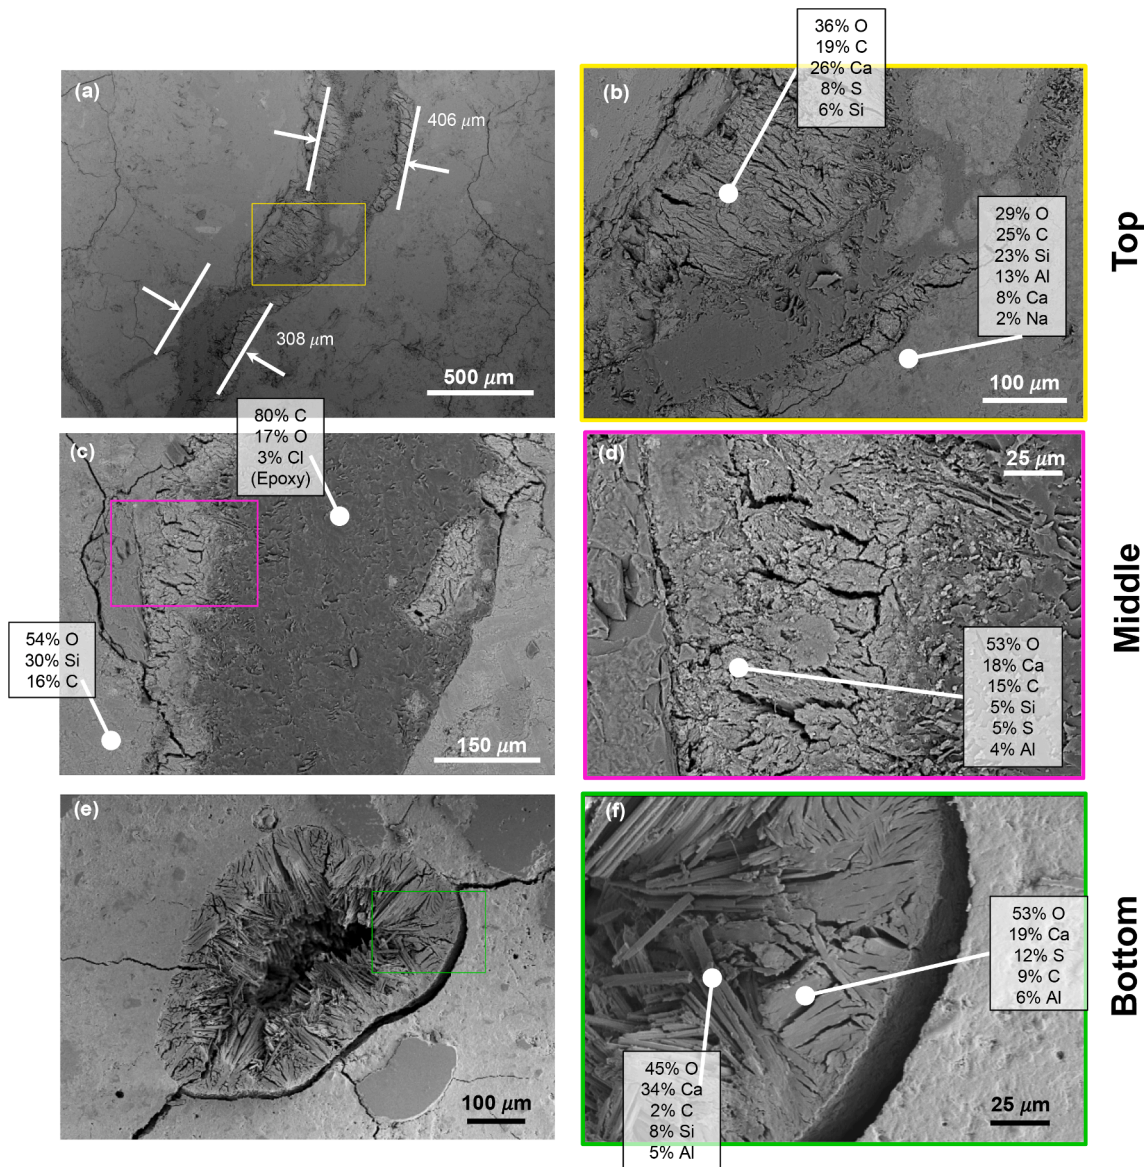 36% O
19% C
26% Ca
8% S
6% Si
(a)
406 μm
308 μm
500 μm
(b)
29% O
25% C
23% Si
13% Al
8% Ca
2% Na
100 μm
Top
80% C
17% O
3% Cl
(Epoxy)
(c)
54% O
30% Si
16% C
150 μm
(d)
25 μm
53% O
18% Ca
15% C
5% Si
5% S
4% Al
Middle
(e)
100 μm
(f)
53% O
19% Ca
12% S
9% C
6% Al
45% O
34% Ca
2% C
8% Si
5% Al
25 μm
Bottom